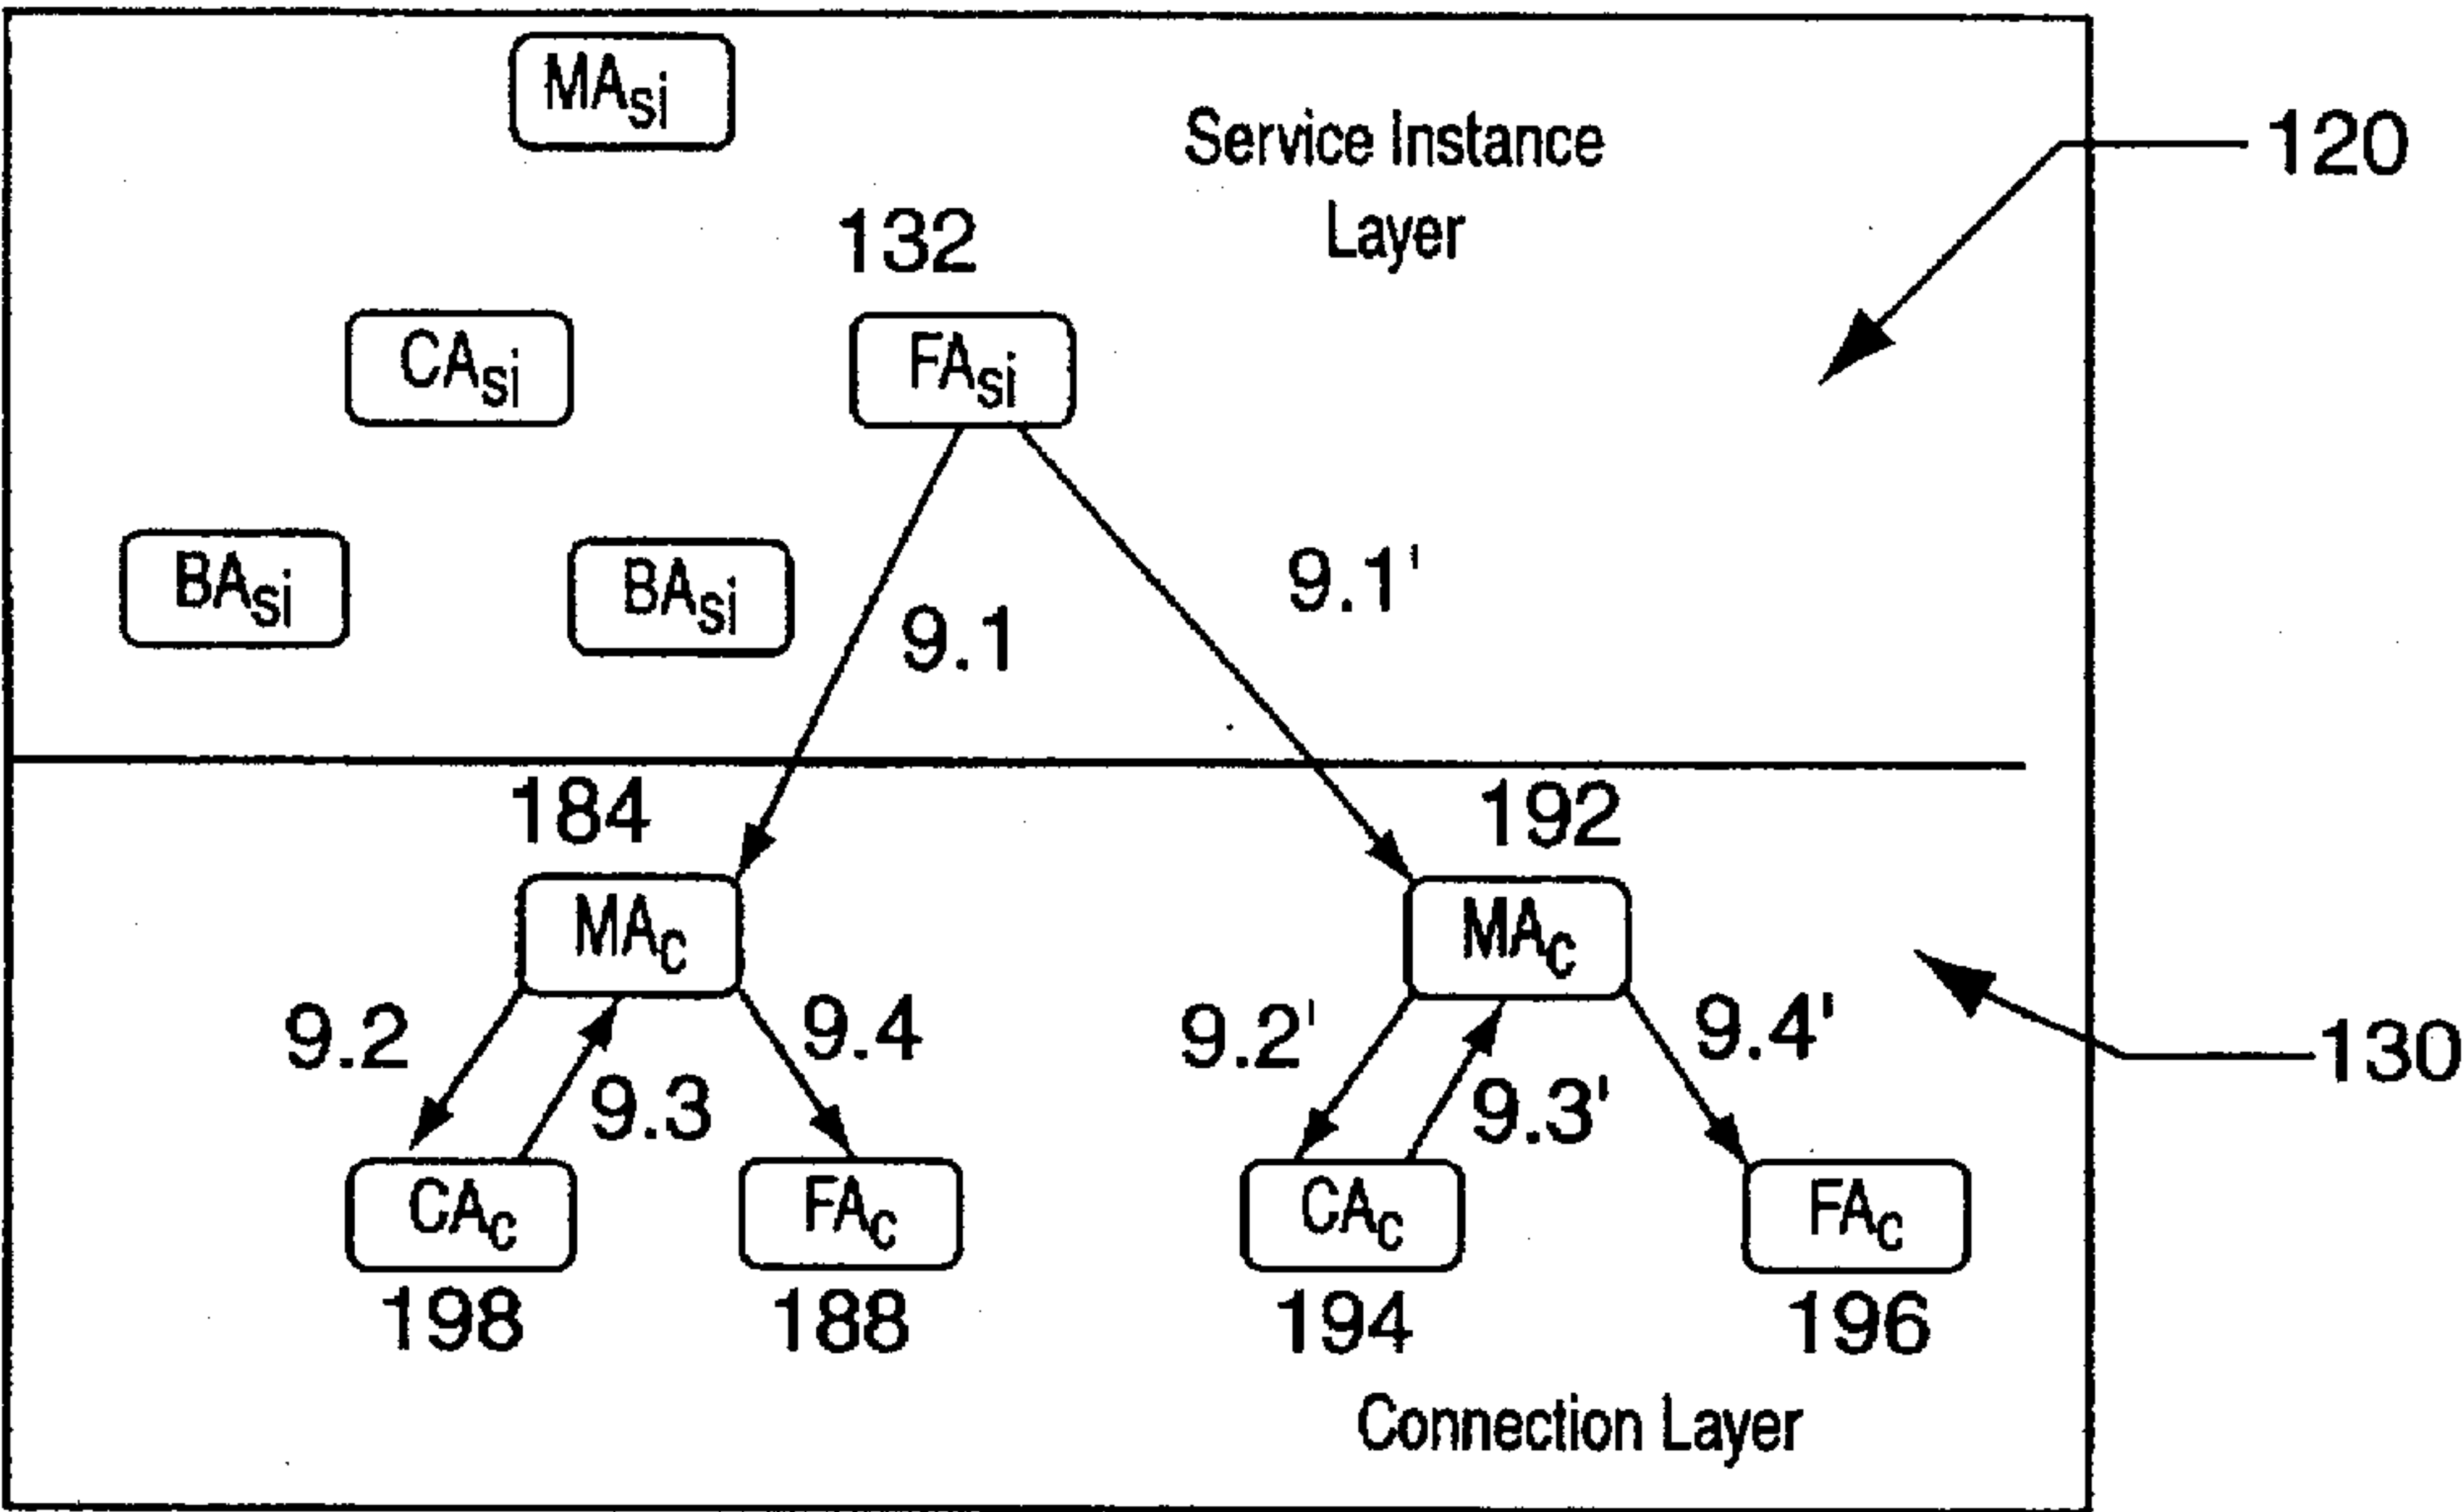 MAsi
Service Instance
Layer
120
132
CAsi
FAsi
BAsi
BAsi
9.1
9.1'
184
192
MAc
MAc
9.2
9.3
9.4
9.2'
9.3'
9.4'
130
CAc
FAc
CAc
FAc
198
188
194
196
Connection Layer